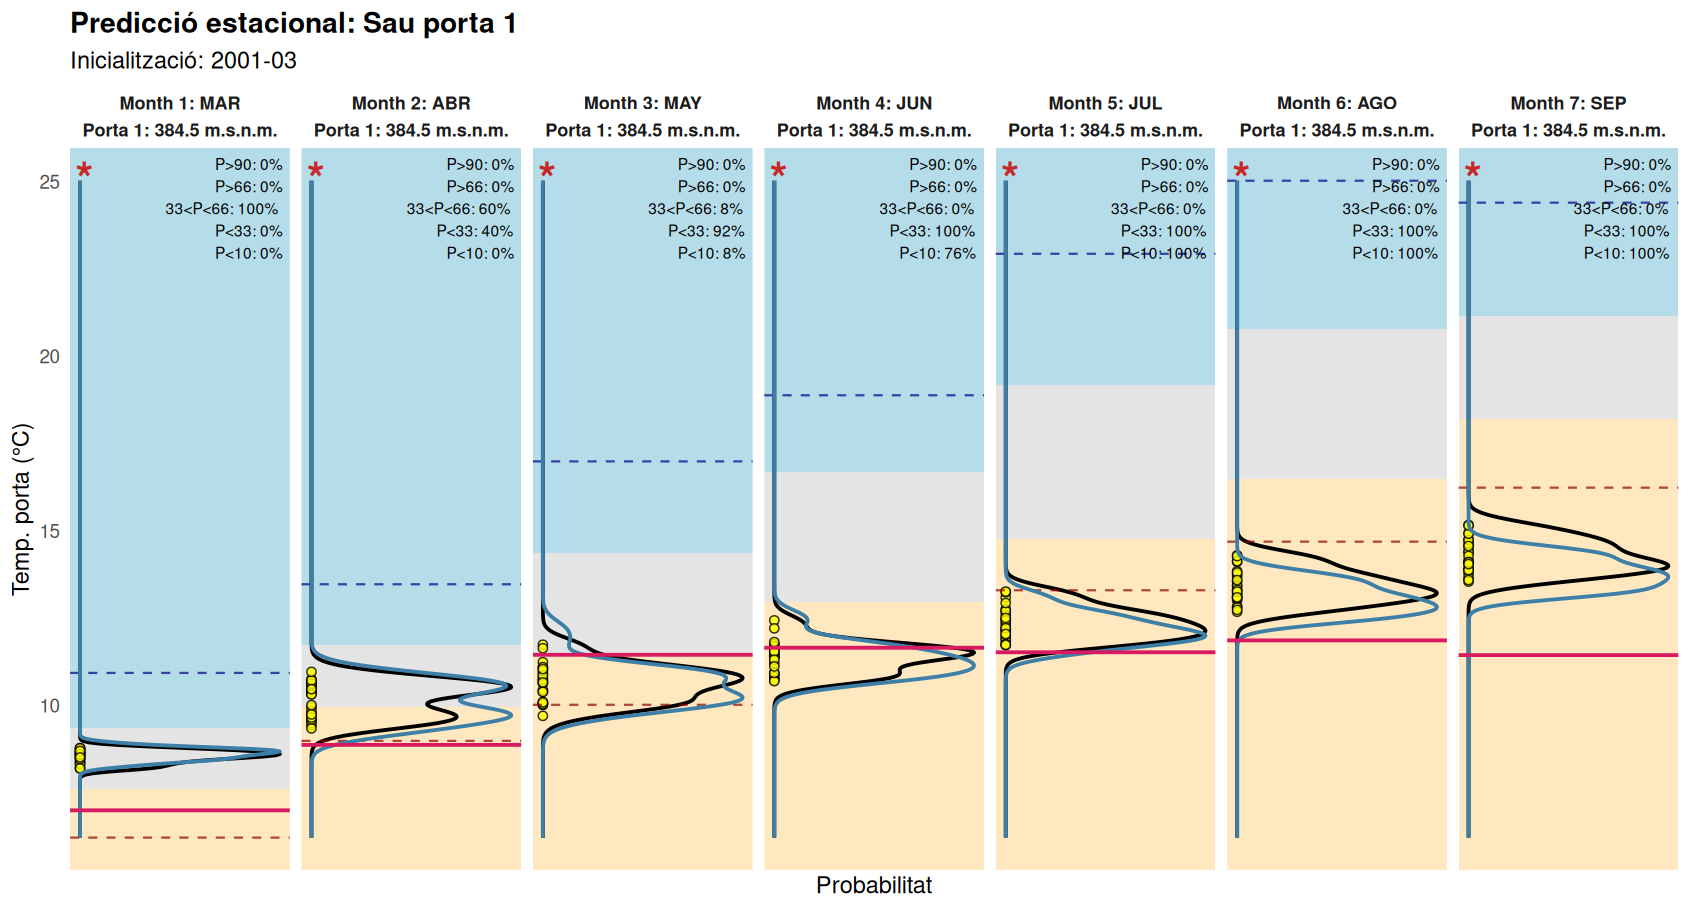 Predicció estacional: Sau porta 1
Inicialització: 2001-03
Month 1: MAR
Porta 1: 384.5 m.s.n.m.
Month 2: ABR
Porta 1: 384.5 m.s.n.m.
Month 3: MAY
Porta 1: 384.5 m.s.n.m.
Month 4: JUN
Porta 1: 384.5 m.s.n.m.
Month 5: JUL
Porta 1: 384.5 m.s.n.m.
Month 6: AGO
Porta 1: 384.5 m.s.n.m.
Month 7: SEP
Porta 1: 384.5 m.s.n.m.
*
P>90: 0%
P>66: 0%
33<P<66: 100%
P<33: 0%
P<10: 0%
*
P>90: 0%
P>66: 0%
33<P<66: 60%
P<33: 40%
P<10: 0%
*
P>90: 0%
P>66: 0%
33<P<66: 8%
P<33: 92%
P<10: 8%
*
P>90: 0%
P>66: 0%
33<P<66: 0%
P<33: 100%
P<10: 76%
*
P>90: 0%
P>66: 0%
33<P<66: 0%
P<33: 100%
P<10: 100%
*
P>90: 0%
P>66: 0%
33<P<66: 0%
P<33: 100%
P<10: 100%
*
P>90: 0%
P>66: 0%
33<P<66: 0%
P<33: 100%
P<10: 100%
25
20
15
10
Temp. porta (°C)
Probabilitat